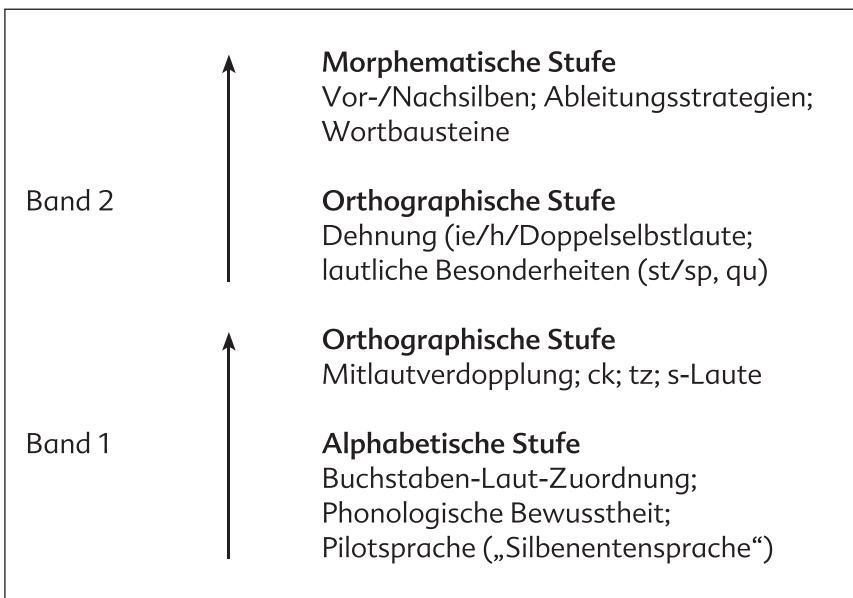 Morphematische Stufe
Vor-/Nachsilben; Ableitungsstrategien;
Wortbausteine
Band 2
Orthographische Stufe
Dehnung (ie/h/Doppelselbstlaute;
lautliche Besonderheiten (st/sp, qu)
Orthographische Stufe
Mitlautverdopplung; ck; tz; s-Laute
Band 1
Alphabetische Stufe
Buchstaben-Laut-Zuordnung;
Phonologische Bewusstheit;
Pilotsprache („Silbenentensprache“)